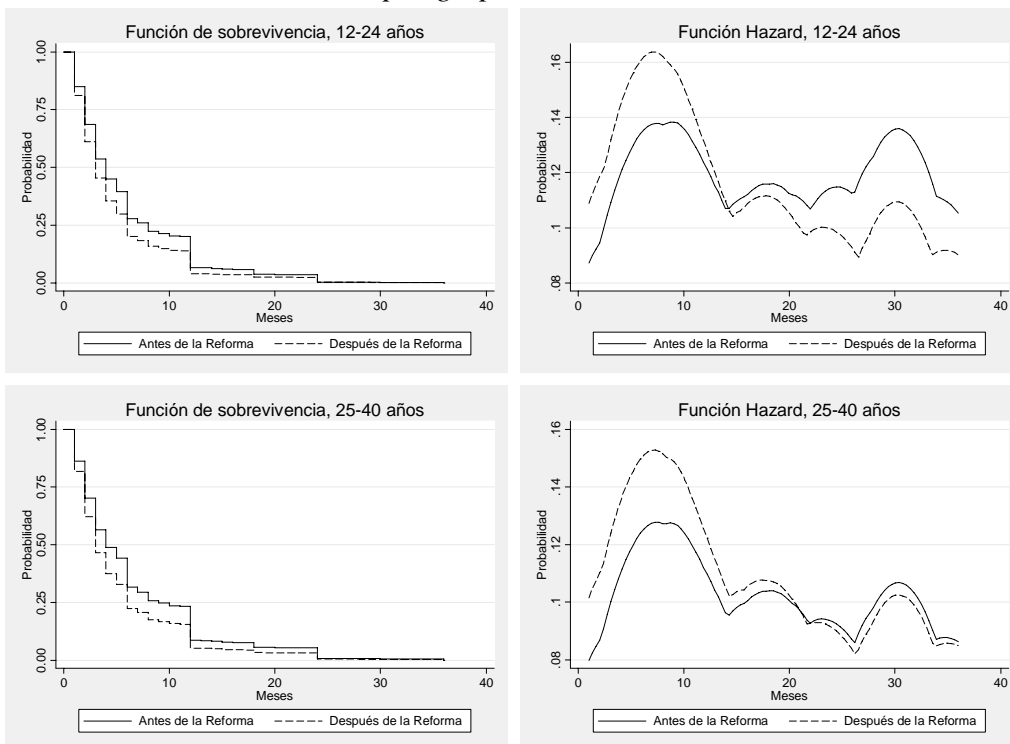 Función de sobrevivencia, 12-24 años
Probabilidad
1.00
0.75
0.50
0.25
0.00
0 10 20 30 40
Meses
Antes de la Reforma Después de la Reforma
Función Hazard, 12-24 años
Probabilidad
.16
.14
.12
.1
.08
0 10 20 30 40
Meses
Antes de la Reforma Después de la Reforma
Función de sobrevivencia, 25-40 años
Probabilidad
1.00
0.75
0.50
0.25
0.00
0 10 20 30 40
Meses
Antes de la Reforma Después de la Reforma
Función Hazard, 25-40 años
Probabilidad
.16
.14
.12
.1
.08
0 10 20 30 40
Meses
Antes de la Reforma Después de la Reforma